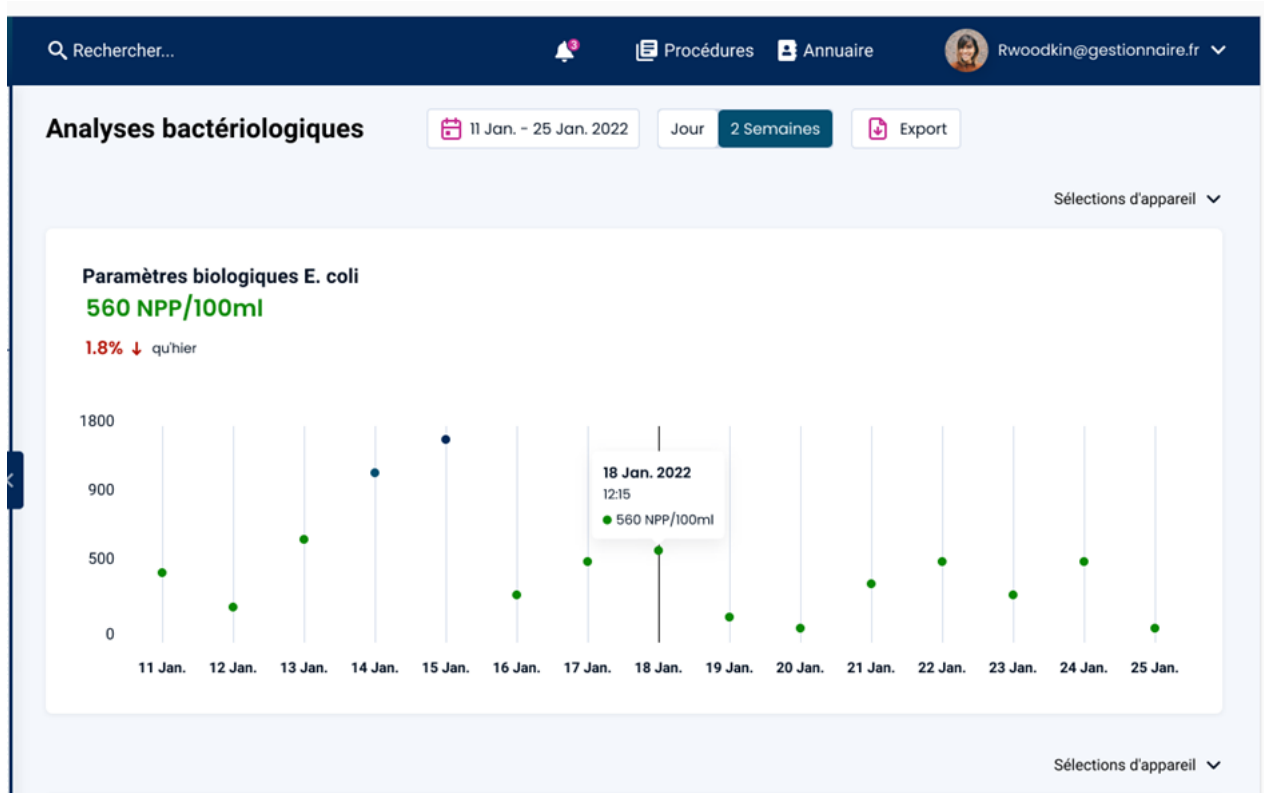 Rechercher... 3 Procédures Annuaire Rwoodkin@gestionnaire.fr
Analyses bactériologiques 11 Jan. - 25 Jan. 2022 Jour 2 Semaines Export
Sélections d'appareil
Paramètres biologiques E. coli
560 NPP/100ml
1.8% ↓ qu'hier
1800
900
500
0
18 Jan. 2022
12:15
560 NPP/100ml
11 Jan. 12 Jan. 13 Jan. 14 Jan. 15 Jan. 16 Jan. 17 Jan. 18 Jan. 19 Jan. 20 Jan. 21 Jan. 22 Jan. 23 Jan. 24 Jan. 25 Jan.
Sélections d'appareil